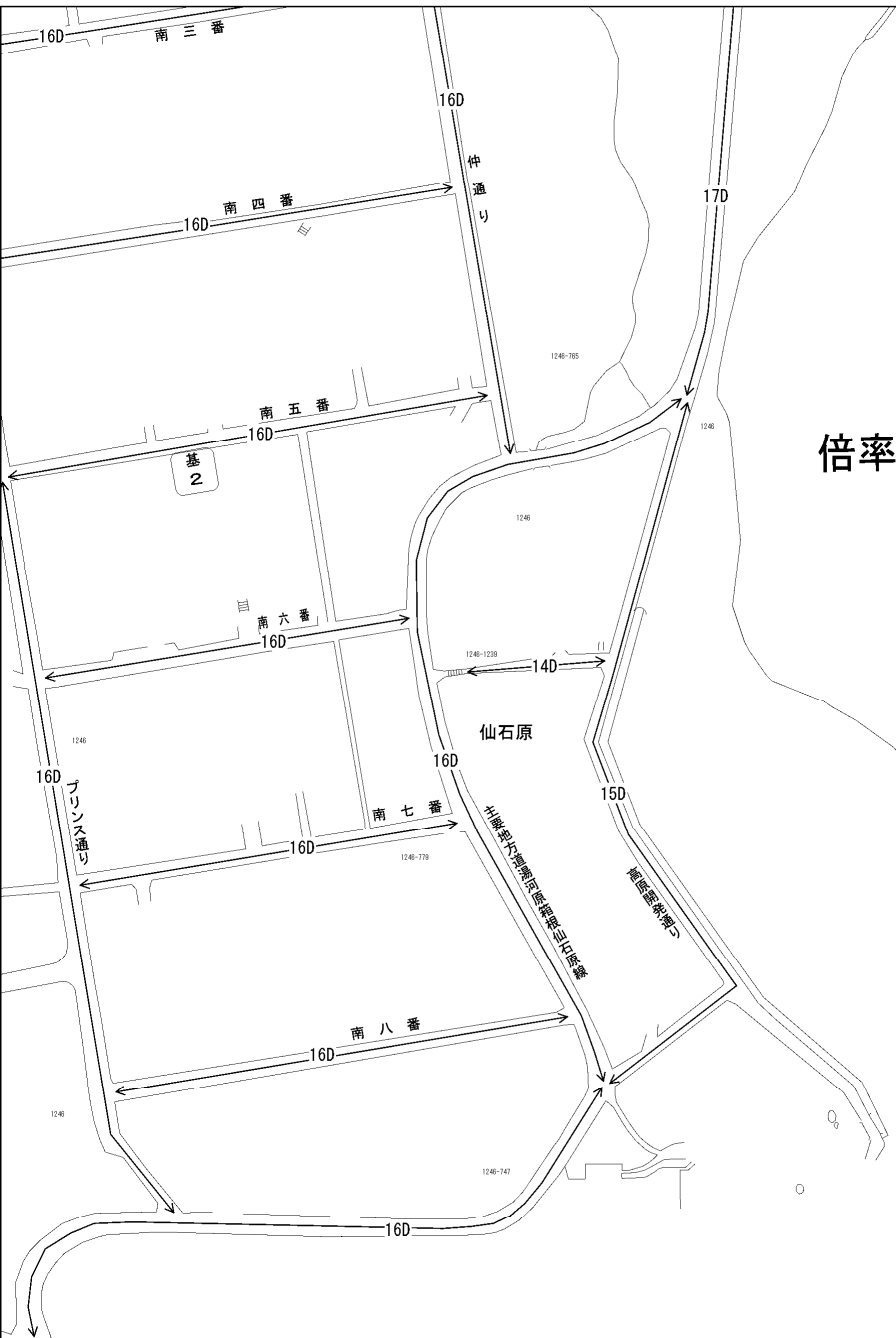 16D
南三番
16D
仲通り
17D
南四番
16D
1246-765
南五番
16D
1246
倍率
基
2
1246
南六番
16D
1246-1239
14D
仙石原
1246
16D
16D
プリンス通り
15D
南七番
16D
1246-779
主要地方道湯河原箱根仙石原線
高原開発通り
南八番
16D
1246
1246-747
16D